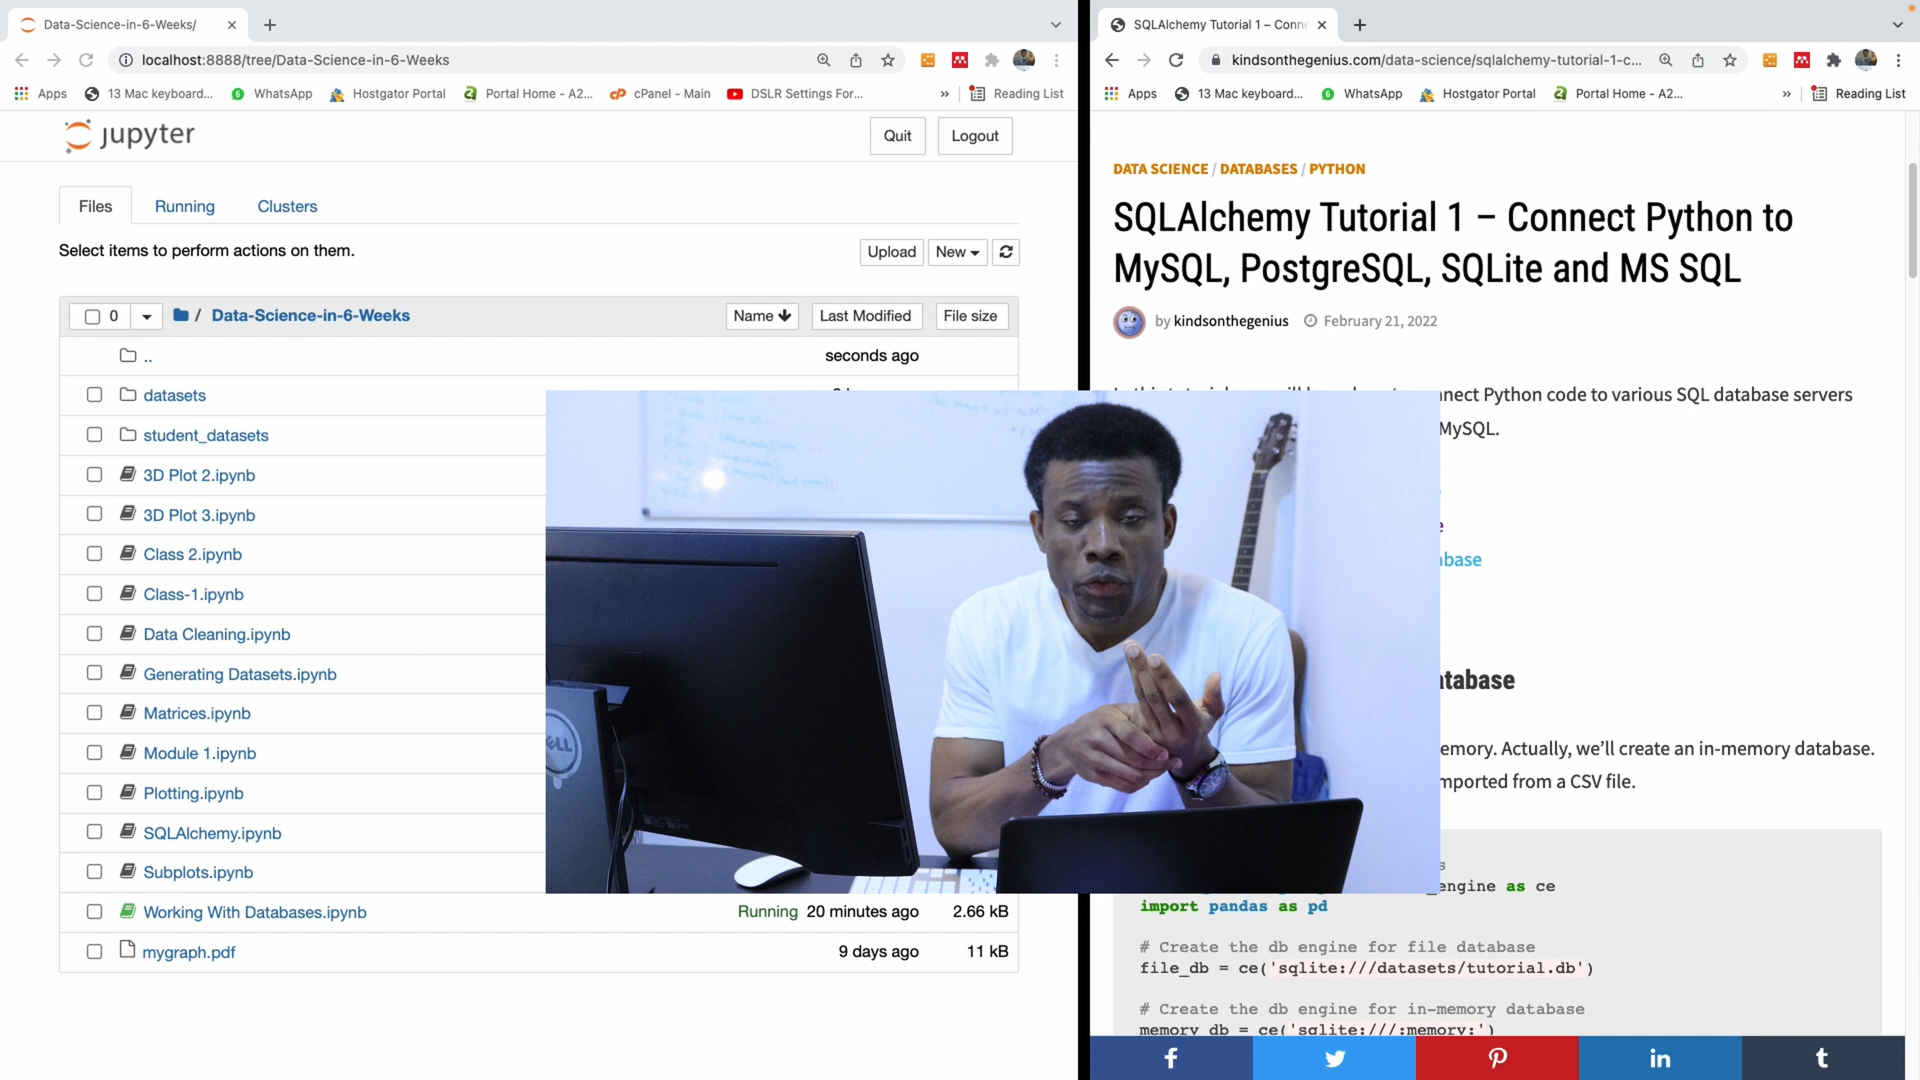 Data-Science-in-6-Weeks/
localhost:8888/tree/Data-Science-in-6-Weeks
Apps
13 Mac keyboard...
WhatsApp
Hostgator Portal
Portal Home - A2...
cPanel - Main
DSLR Settings For...
»
Reading List
jupyter
Quit
Logout
Files
Running
Clusters
Select items to perform actions on them.
Upload
New
0
/ Data-Science-in-6-Weeks
Name
Last Modified
File size
..
seconds ago
datasets
student_datasets
3D Plot 2.ipynb
3D Plot 3.ipynb
Class 2.ipynb
Class-1.ipynb
Data Cleaning.ipynb
Generating Datasets.ipynb
Matrices.ipynb
Module 1.ipynb
Plotting.ipynb
SQLAlchemy.ipynb
Subplots.ipynb
Working With Databases.ipynb
Running 20 minutes ago
2.66 kB
mygraph.pdf
9 days ago
11 kB
DELL
SQLAlchemy Tutorial 1 – Conne
kindsonthegenius.com/data-science/sqlalchemy-tutorial-1-c...
Apps
13 Mac keyboard...
WhatsApp
Hostgator Portal
Portal Home - A2...
»
Reading List
DATA SCIENCE / DATABASES / PYTHON
SQLAlchemy Tutorial 1 – Connect Python to
MySQL, PostgreSQL, SQLite and MS SQL
by kindsonthegenius
February 21, 2022
nnect Python code to various SQL database servers
MySQL.
e
abase
atabase
emory. Actually, we'll create an in-memory database.
mported from a CSV file.
s
_engine as ce
import pandas as pd
# Create the db engine for file database
file_db = ce('sqlite:///datasets/tutorial.db')
# Create the db engine for in-memory database
memory_db = ce('sqlite:///:memory:')